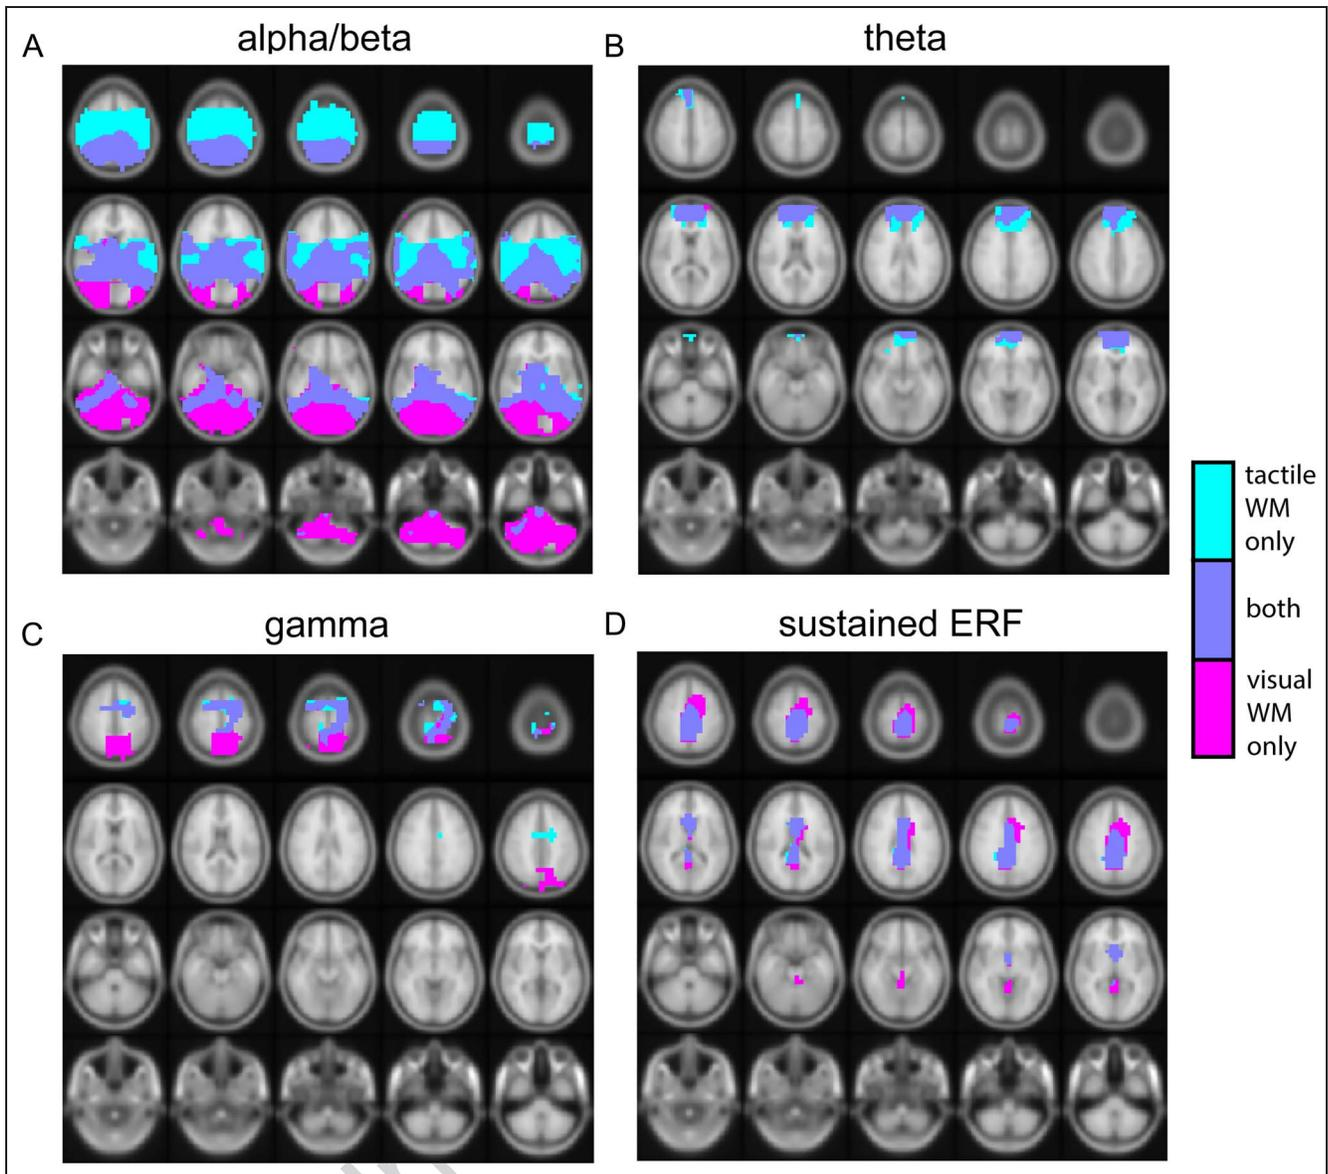 A
alpha/beta
B
theta
tactile
WM
only
both
visual
WM
only
C
gamma
D
sustained ERF